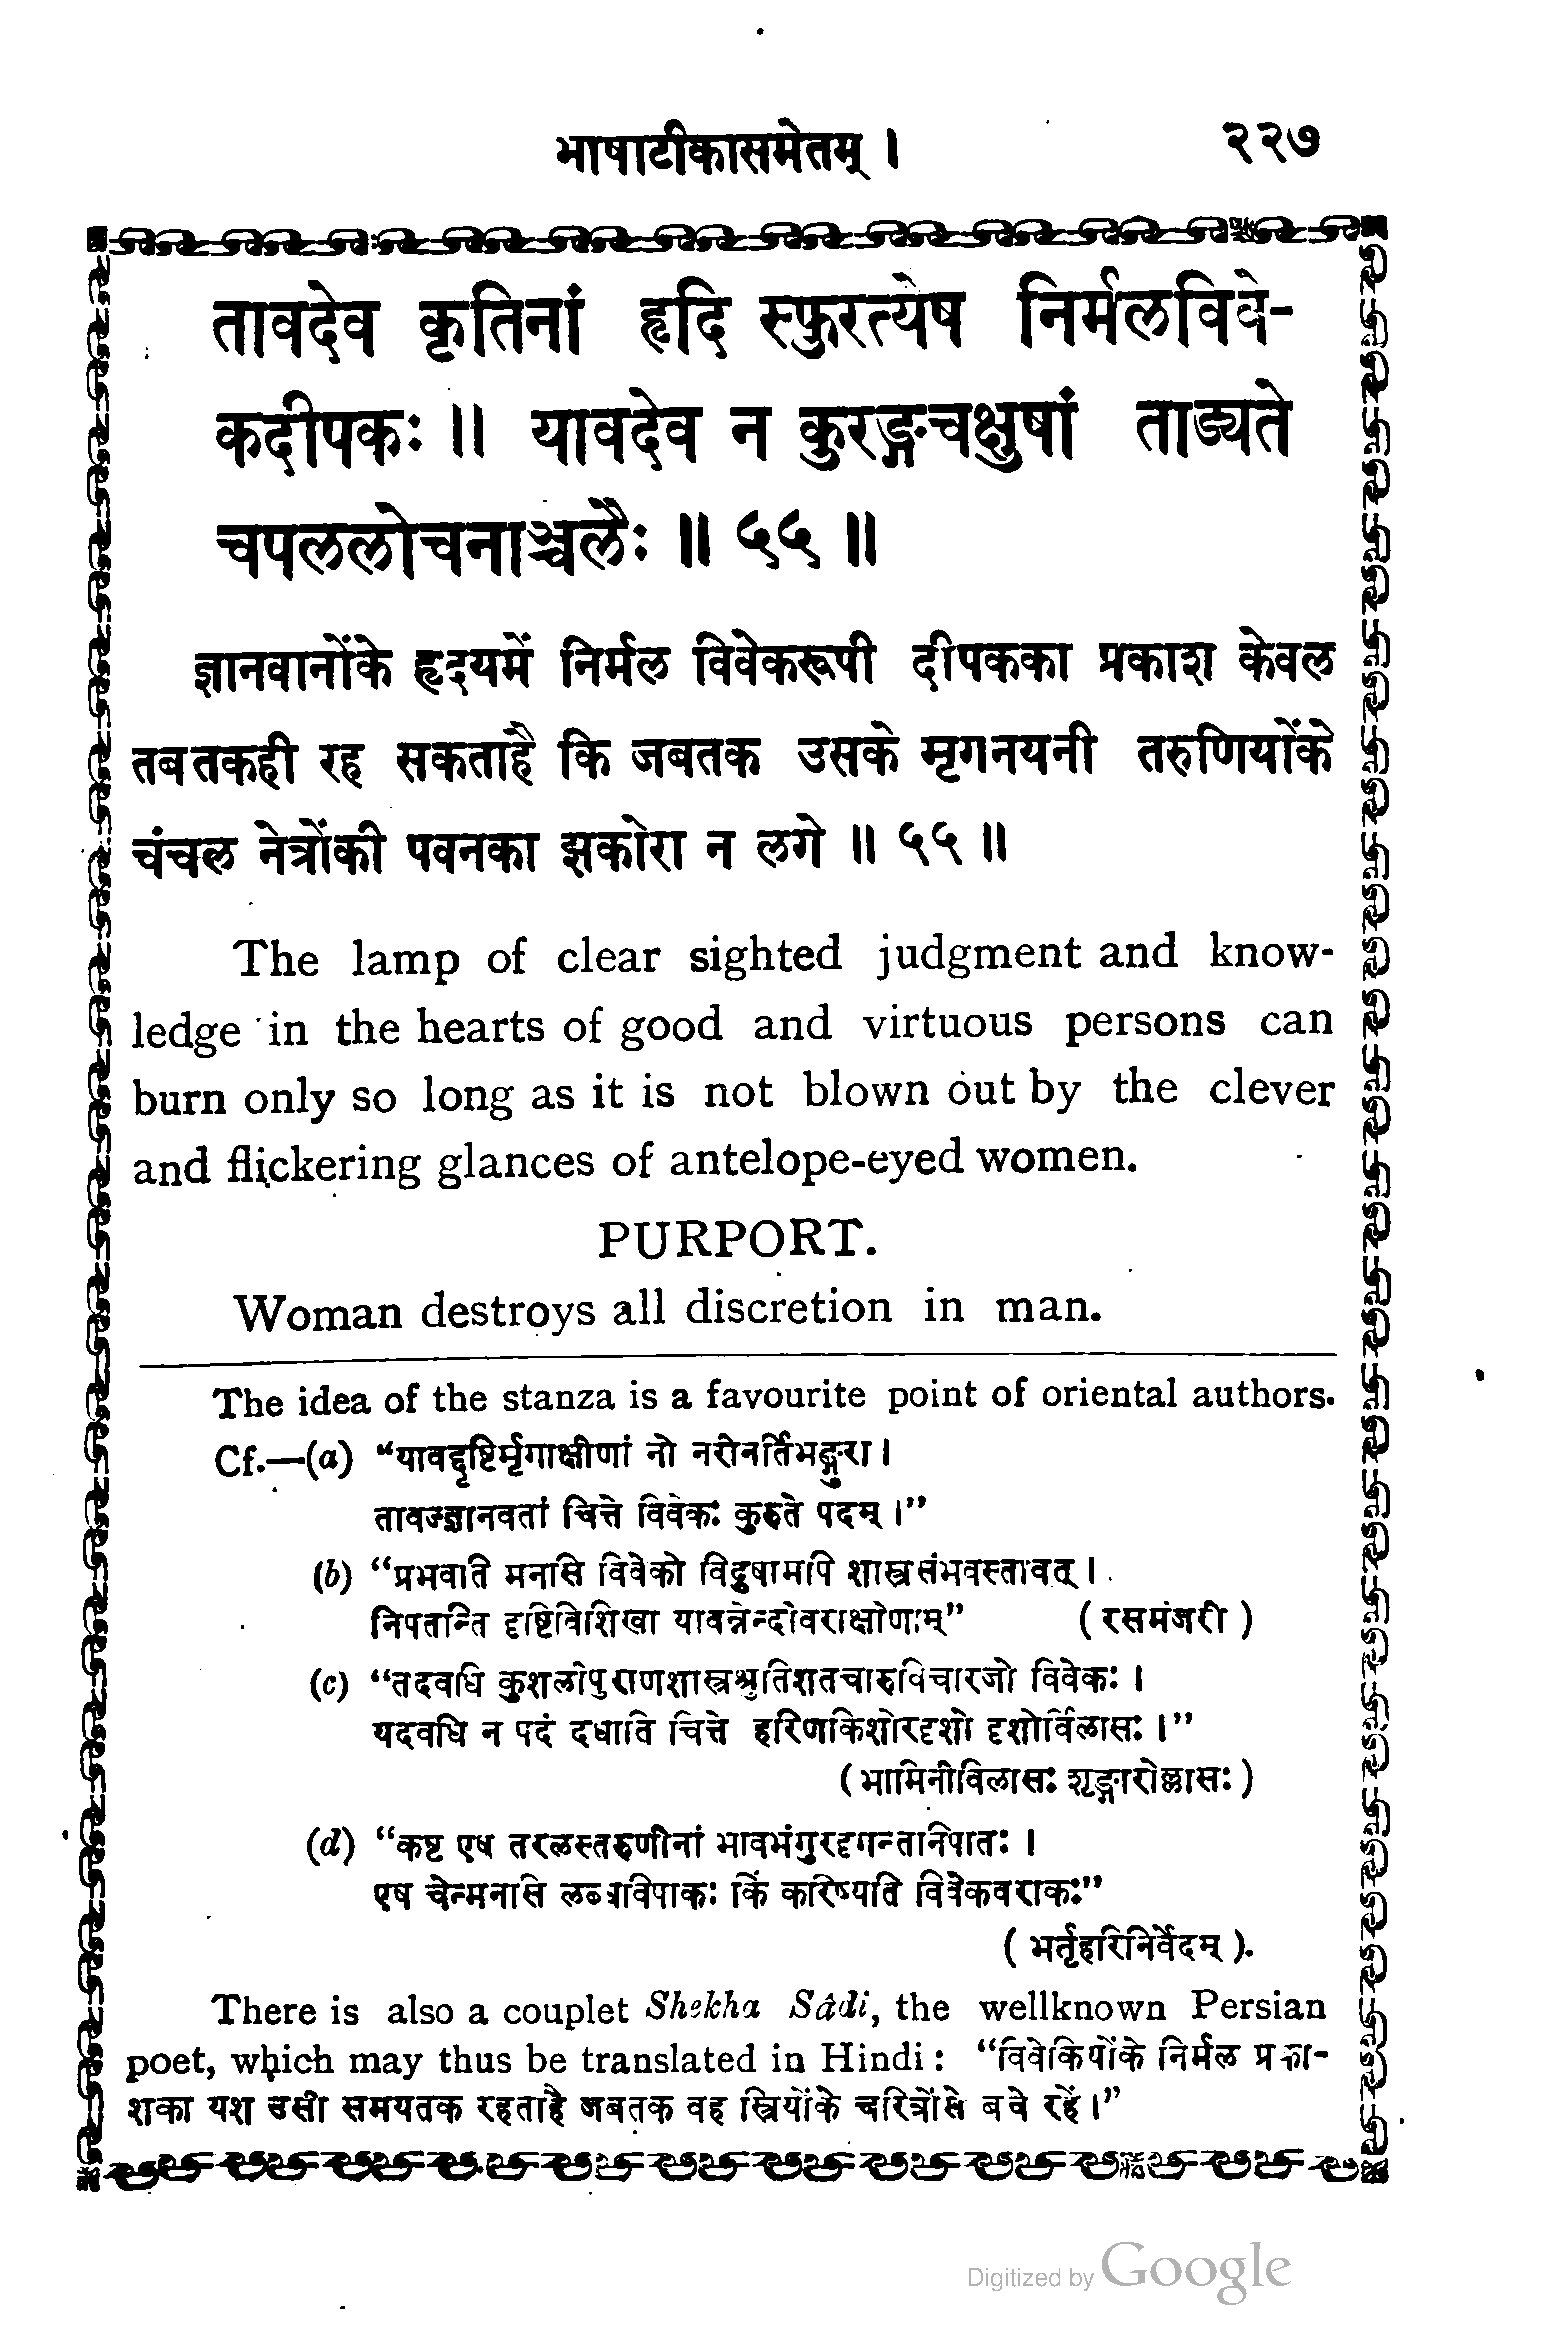 भाषाटीकासमेतम् । २२७
तावदेव कृतिनां हृदि स्फुरत्येष निर्मलविवे-
कदीपकः ॥ यावदेव न कुरङ्गचक्षुषां ताड्यते
चपललोचनाञ्चलैः ॥ ५५ ॥
ज्ञानवानोंके हृदयमें निर्मल विवेकरूपी दीपकका प्रकाश केवल
तबतकही रह सकताहै कि जबतक उसके मृगनयनी तरुणियोंके
चंचल नेत्रोंकी पवनका झकोरा न लगे ॥ ५५ ॥
The lamp of clear sighted judgment and know-
ledge in the hearts of good and virtuous persons can
burn only so long as it is not blown out by the clever
and flickering glances of antelope-eyed women.
PURPORT.
Woman destroys all discretion in man.
The idea of the stanza is a favourite point of oriental authors.
Cf.—(a) “यावद्दृष्टिर्मृगाक्षीणां नो नरीनर्तिभङ्गुरा ।
तावज्ज्ञानवतां चित्ते विवेकः कुरुते पदम् ।”
(b) “प्रभवति मनसि विवेको विदुषामपि शास्त्रसंभवस्तावत् ।
निपतन्ति दृष्टिविशिखा यावन्नेन्दीवराक्षीणाम्” ( रसमंजरी )
(c) “तदवधि कुशलीपुराणशास्त्रश्रुतिशतचारुविचारजो विवेकः ।
यदवधि न पदं दधाति चित्ते हरिणकिशोरदृशो दृशोर्विलासः ।”
( भामिनीविलासः शृङ्गारोल्लासः )
(d) “कष्ट एष तरलस्तरुणीनां भावभंगुरदृगन्तनिपातः ।
एष चेन्मनसि लब्धविपाकः किं करिष्यति विवेकवराकः”
( भर्तृहरिनिर्वेदम् ).
There is also a couplet Shekha Sâdi, the wellknown Persian
poet, which may thus be translated in Hindi : “विवेकियोंके निर्मल प्रका-
शका यश उसी समयतक रहताहै जबतक वह स्त्रियोंके चरित्रोंसे बचे रहें ।”
Digitized by Google